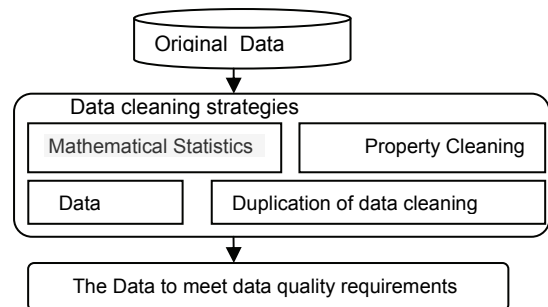 Original Data
Data cleaning strategies
Mathematical Statistics
Property Cleaning
Data
Duplication of data cleaning
The Data to meet data quality requirements